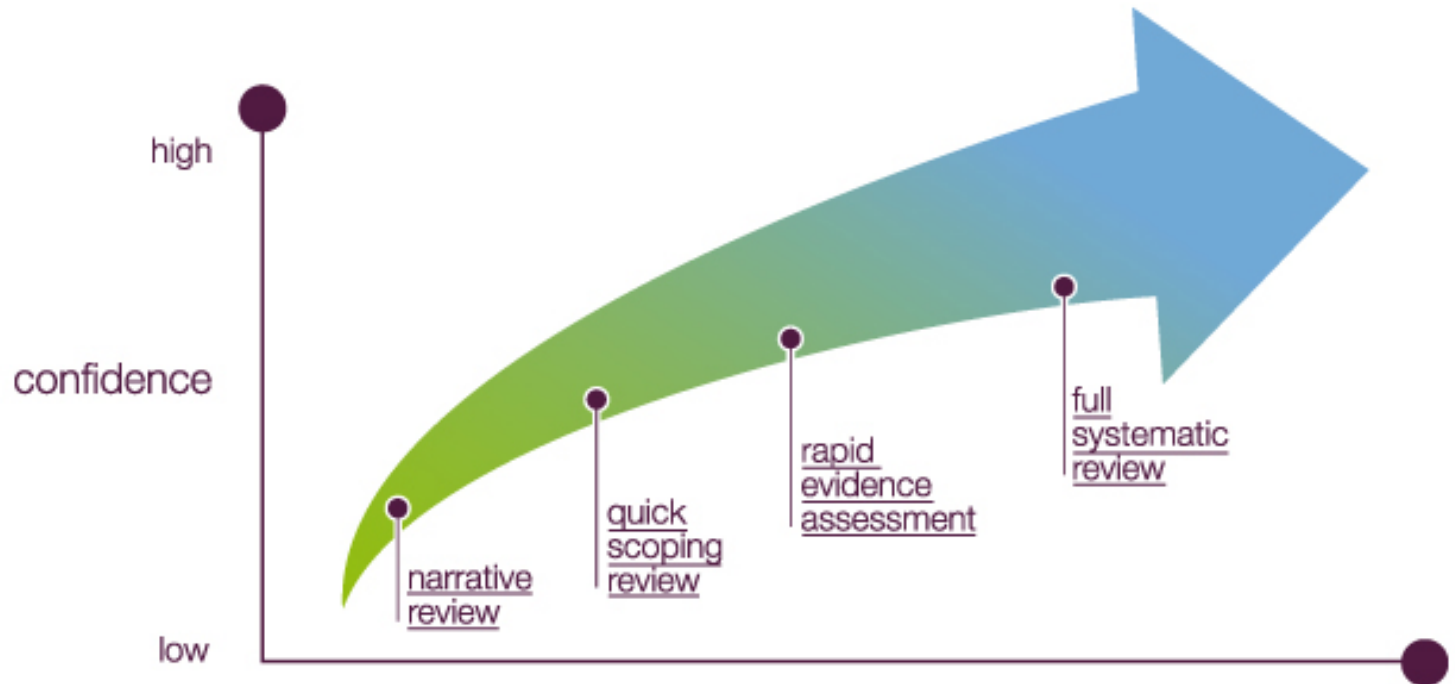 high
confidence
low
narrative
review
quick
scoping
review
rapid
evidence
assessment
full
systematic
review